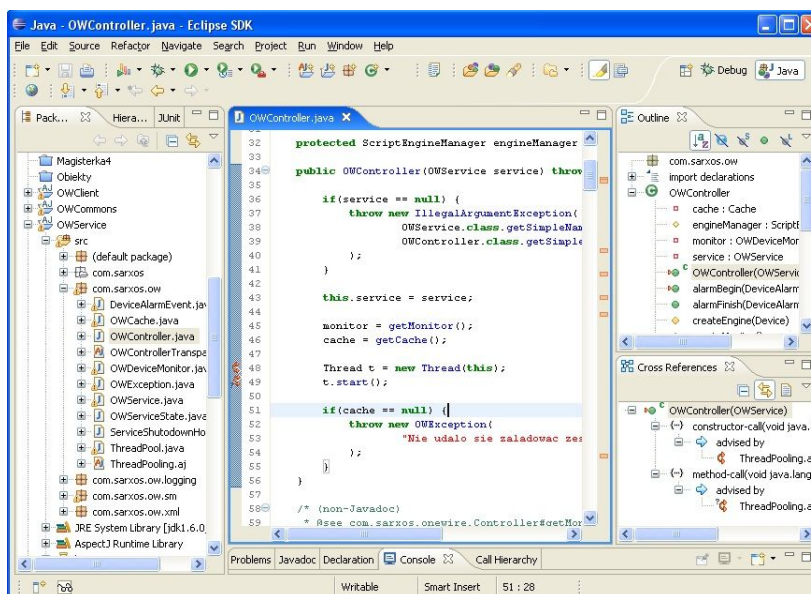 Java - OWController.java - Eclipse SDK
File Edit Source Refactor Navigate Search Project Run Window Help
Debug Java
Pack... Hiera... JUnit
Magisterka4
Obiekty
OWClient
OWCommons
OWService
src
(default package)
com.sarxos
com.sarxos.ow
DeviceAlarmEvent.jav
OWCache.java
OWController.java
OWControllerTranspa
OWDeviceMonitor.jav
OWException.java
OWService.java
OWServiceState.java
ServiceShutodownHo
ThreadPool.java
ThreadPooling.aj
com.sarxos.ow.logging
com.sarxos.ow.sm
com.sarxos.ow.xml
JRE System Library [jdk1.6.0_
AspectJ Runtime Library
OWController.java
32 protected ScriptEngineManager engineManager
33
34 public OWController(OWService service) throw
35
36 if(service == null) {
37 throw new IllegalArgumentException(
38 OWService.class.getSimpleNam
39 OWController.class.getSimple
40 );
41 }
42
43 this.service = service;
44
45 monitor = getMonitor();
46 cache = getCache();
47
48 Thread t = new Thread(this);
49 t.start();
50
51 if(cache == null) {
52 throw new OWException(
53 "Nie udalo sie zaladowac zes
54 );
55 }
56 }
57
58 /* (non-Javadoc)
59 * @see com.sarxos.onewire.Controller#getMon
Outline
com.sarxos.ow
import declarations
OWController
cache : Cache
engineManager : ScriptE
monitor : OWDeviceMon
service : OWService
OWController(OWServic
alarmBegin(DeviceAlarm
alarmFinish(DeviceAlarm
createEngine(Device)
Cross References
OWController(OWService)
constructor-call(void java.
advised by
ThreadPooling.aj
method-call(void java.lang
advised by
ThreadPooling.aj
Problems Javadoc Declaration Console Call Hierarchy
Writable Smart Insert 51 : 28